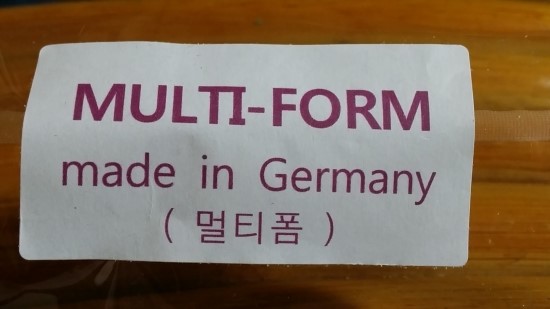 MULTI-FORM
made in Germany
( 멀티폼 )